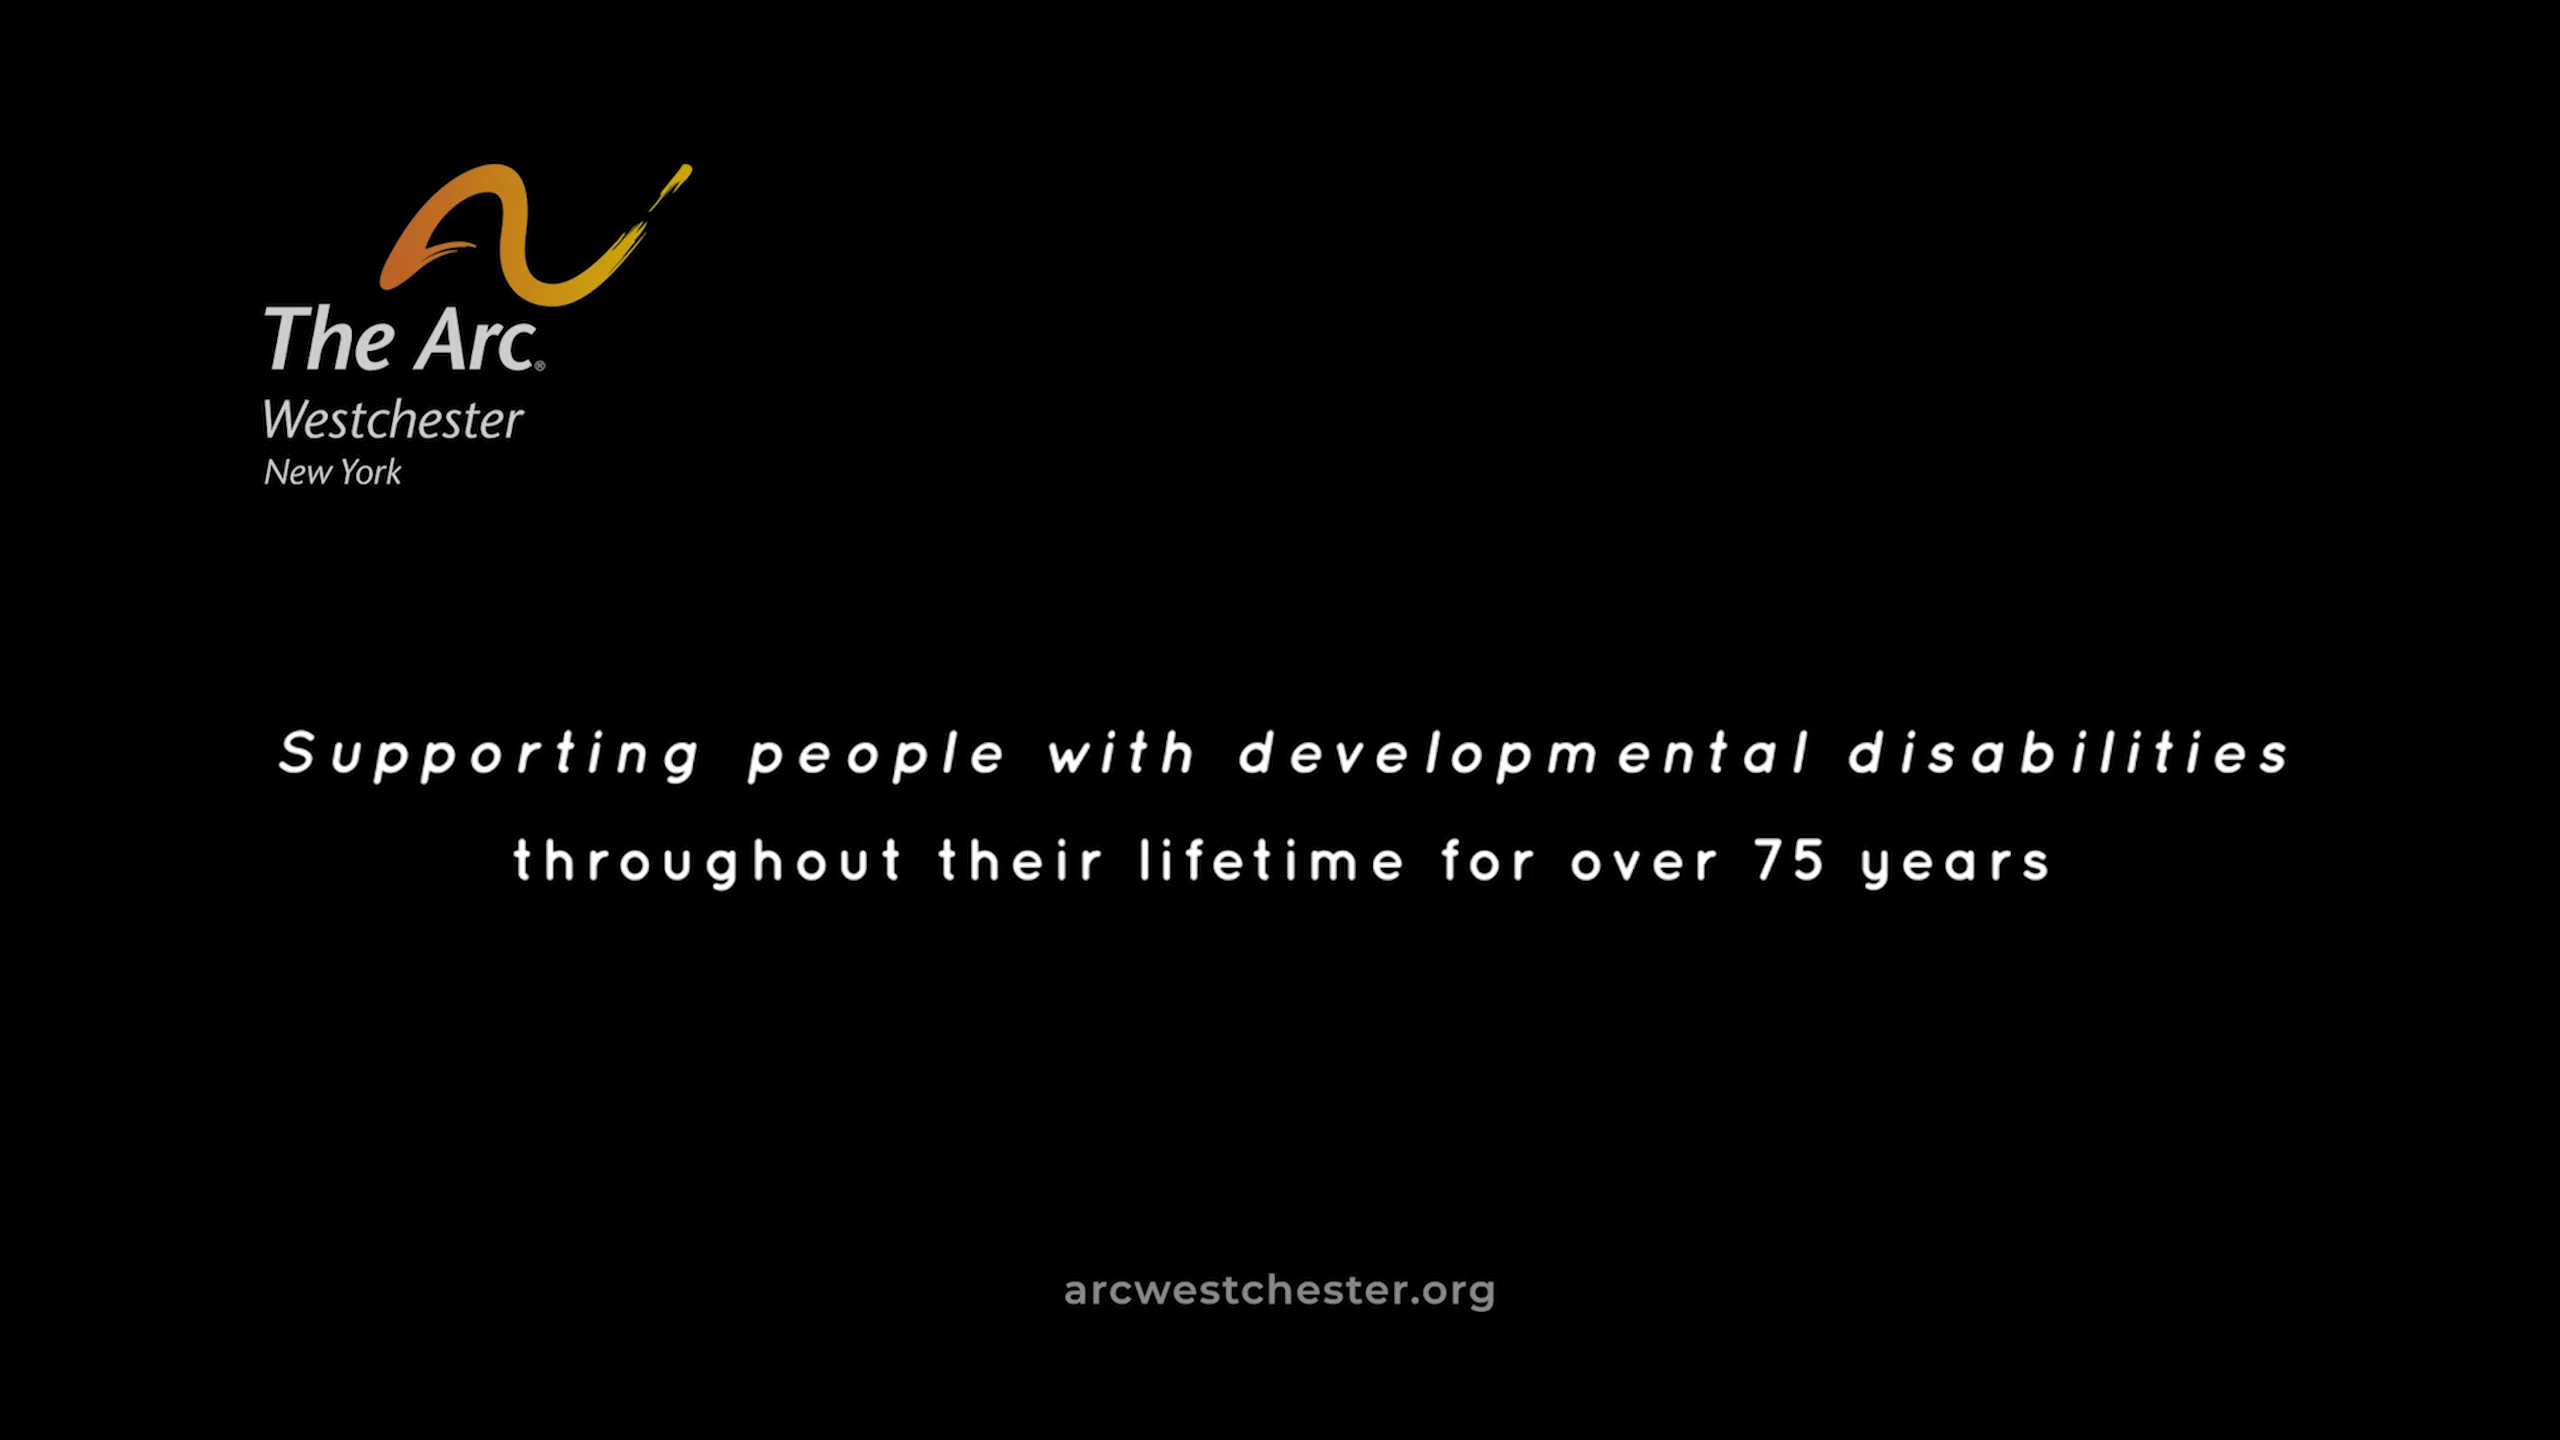 The Arc®
Westchester
New York
Supporting people with developmental disabilities
throughout their lifetime for over 75 years
arcwestchester.org